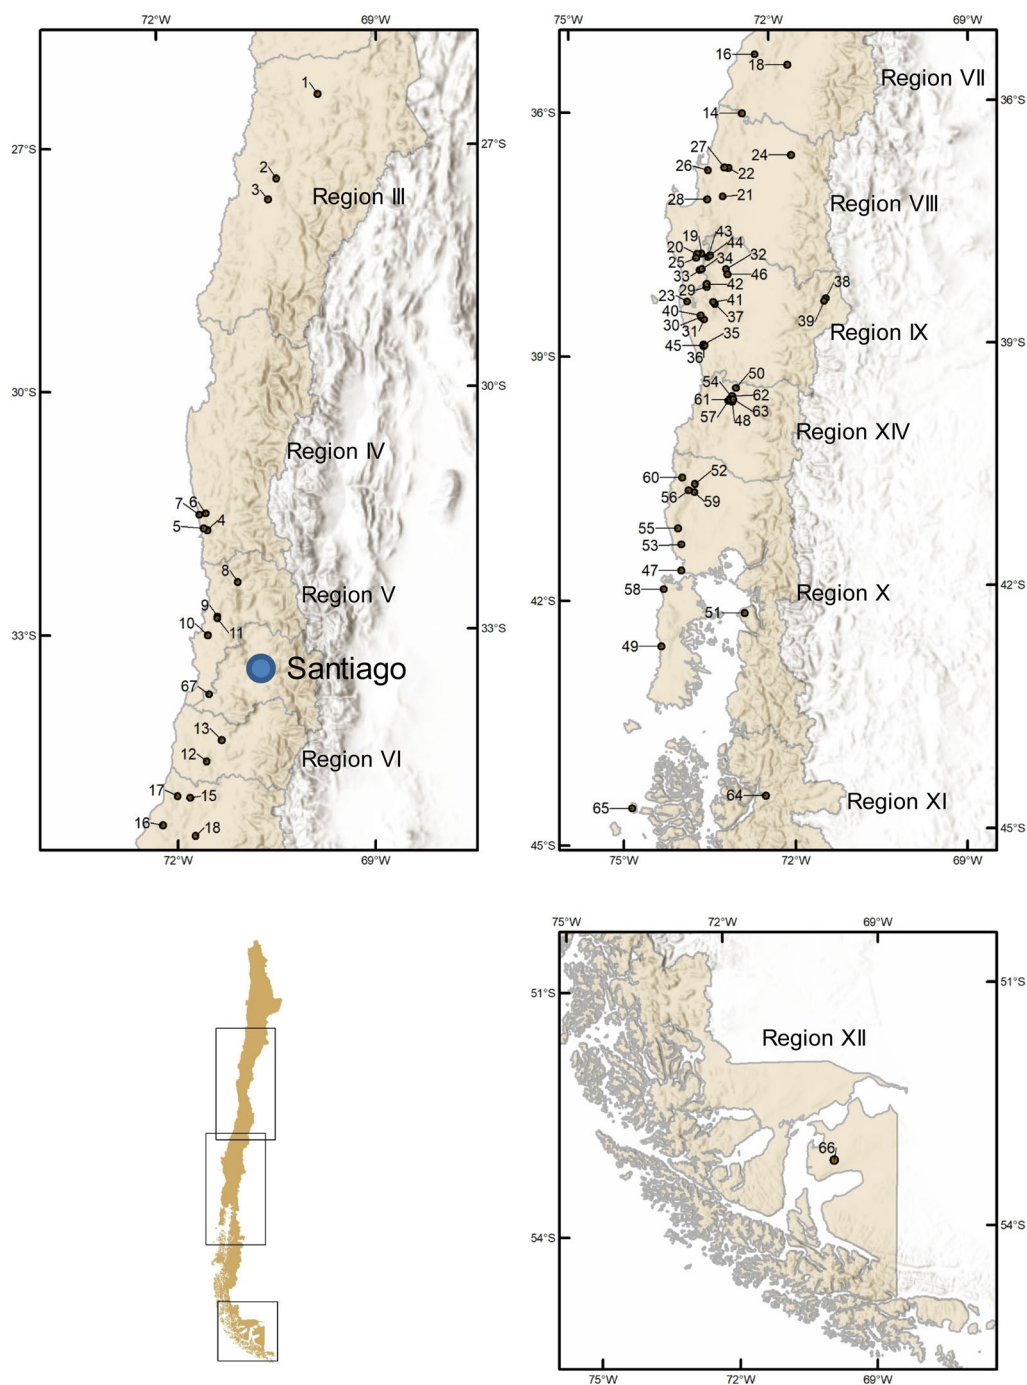 72°W 69°W
1
27°S 27°S
2
3
Region III
30°S 30°S
Region IV
7 6
5 4
8
Region V
9
10 11
33°S 33°S
Santiago
67
13
12
Region VI
17 15
16 18
72°W 69°W
75°W 72°W 69°W
16
18
Region VII
36°S 36°S
14
27
24
26 22
28 21
Region VIII
19 43
20 44
25 34 32
33 46
42
29
23 38
40 41
30 37 39
31 35
Region IX
45
36
39°S 39°S
50
54 62
61
57 63
48
Region XIV
60 52
56 59
55
53
47
42°S 42°S
58
Region X
51
49
64
65
Region XI
45°S 45°S
75°W 72°W 69°W
75°W 72°W 69°W
51°S 51°S
Region XII
66
54°S 54°S
75°W 72°W 69°W